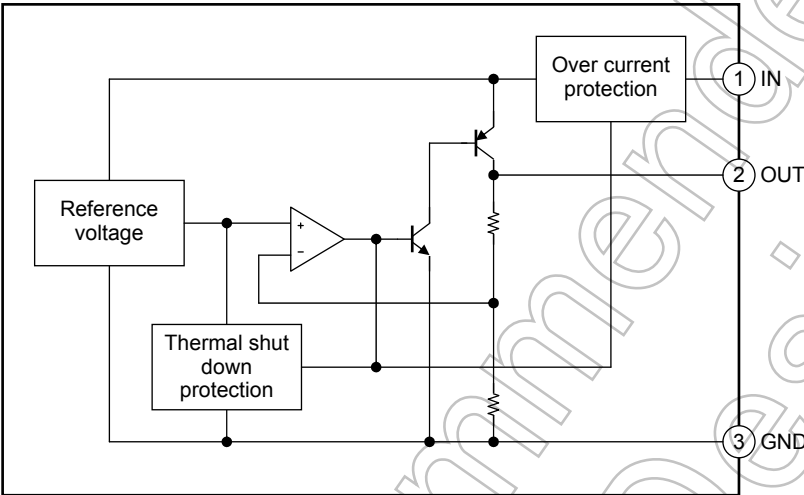 Over current
protection
1 IN
2 OUT
Reference
voltage
+
−
Thermal shut
down
protection
3 GND